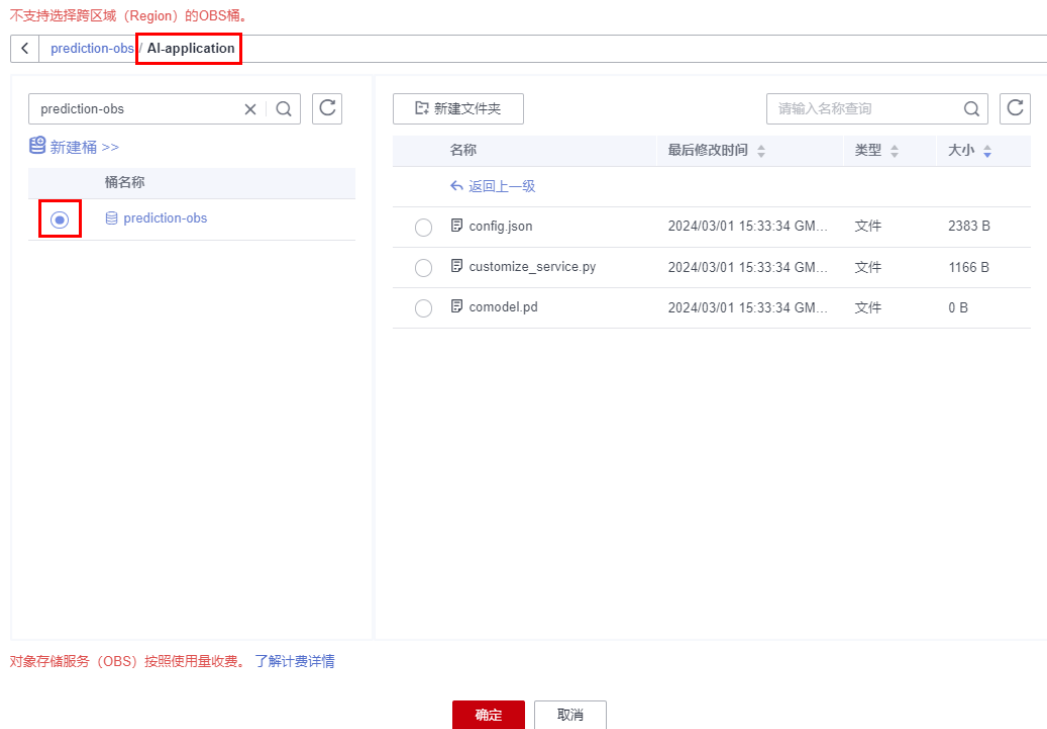 不支持选择跨区域（Region）的OBS桶。
prediction-obs / AI-application
prediction-obs
新建桶 >>
桶名称
prediction-obs
新建文件夹
请输入名称查询
名称 最后修改时间 类型 大小
返回上一级
config.json 2024/03/01 15:33:34 GM... 文件 2383 B
customize_service.py 2024/03/01 15:33:34 GM... 文件 1166 B
comodel.pd 2024/03/01 15:33:34 GM... 文件 0 B
对象存储服务（OBS）按照使用量收费。 了解计费详情
确定 取消